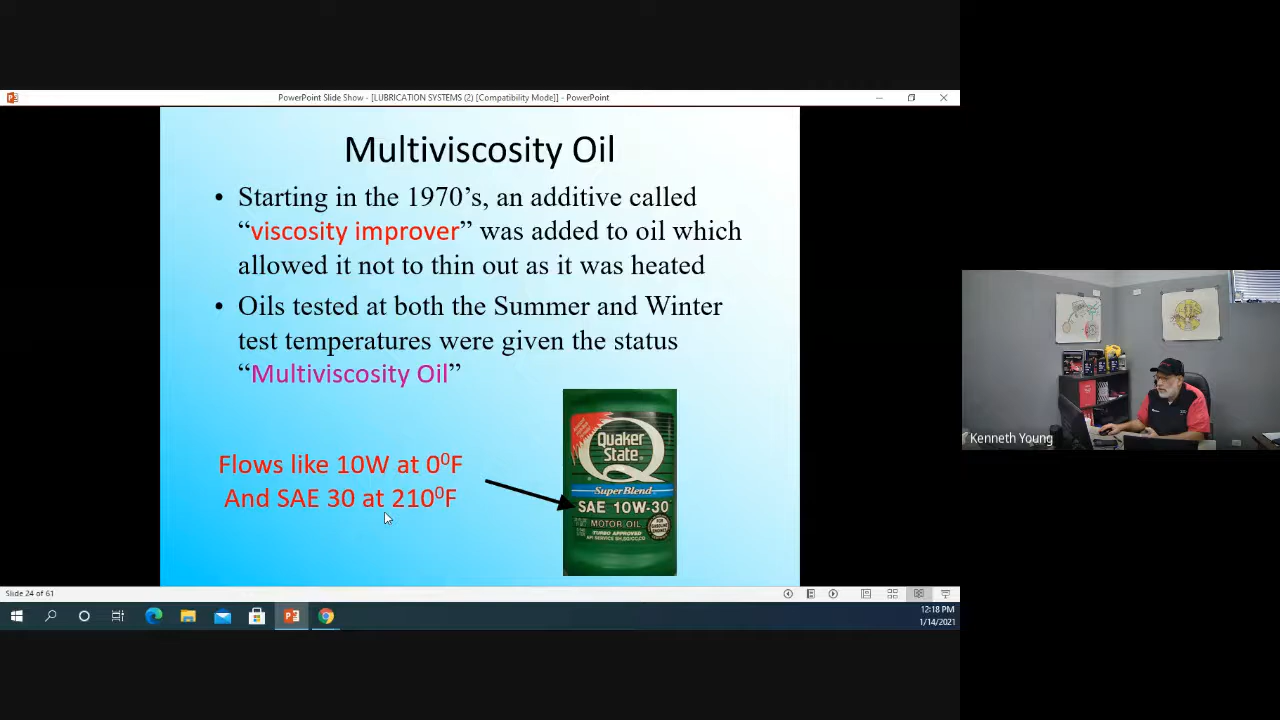 PowerPoint Slide Show - [LUBRICATION SYSTEMS (2) [Compatibility Mode]] - PowerPoint
Multiviscosity Oil
• Starting in the 1970’s, an additive called
“viscosity improver” was added to oil which
allowed it not to thin out as it was heated
• Oils tested at both the Summer and Winter
test temperatures were given the status
“Multiviscosity Oil”
Flows like 10W at 0⁰F
And SAE 30 at 210⁰F
Quaker
State
SuperBlend
SAE 10W-30
MOTOR OIL
TURBO APPROVED
Kenneth Young
Slide 24 of 61
12:18 PM
1/14/2021